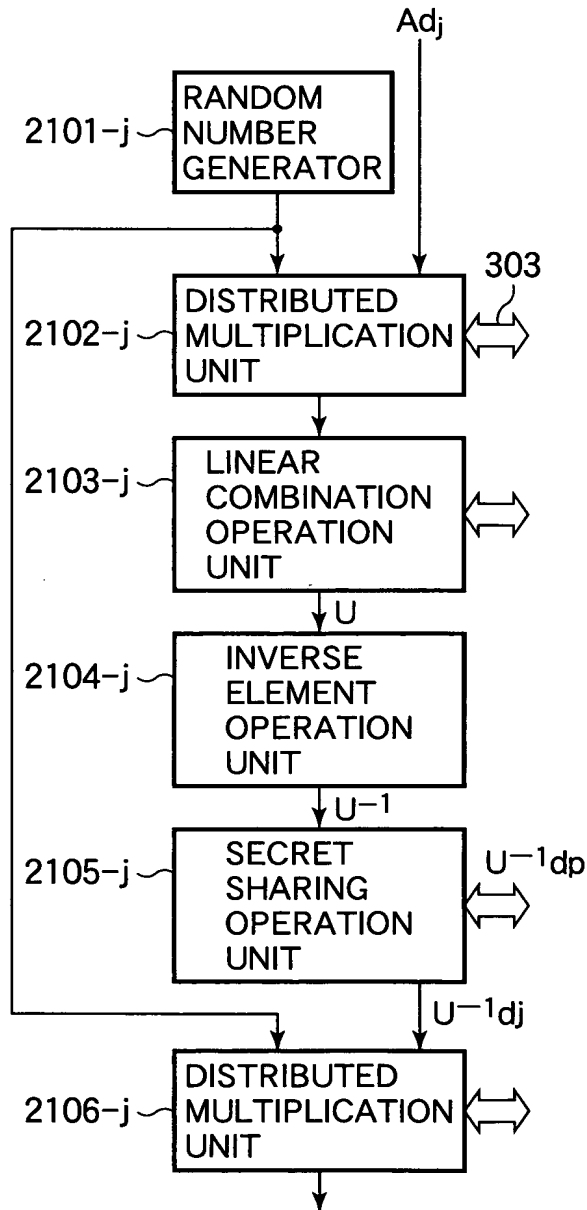 Adj
2101-j
RANDOM
NUMBER
GENERATOR
303
2102-j
DISTRIBUTED
MULTIPLICATION
UNIT
2103-j
LINEAR
COMBINATION
OPERATION
UNIT
U
2104-j
INVERSE
ELEMENT
OPERATION
UNIT
U⁻¹
2105-j
SECRET
SHARING
OPERATION
UNIT
U⁻¹dp
U⁻¹dj
2106-j
DISTRIBUTED
MULTIPLICATION
UNIT